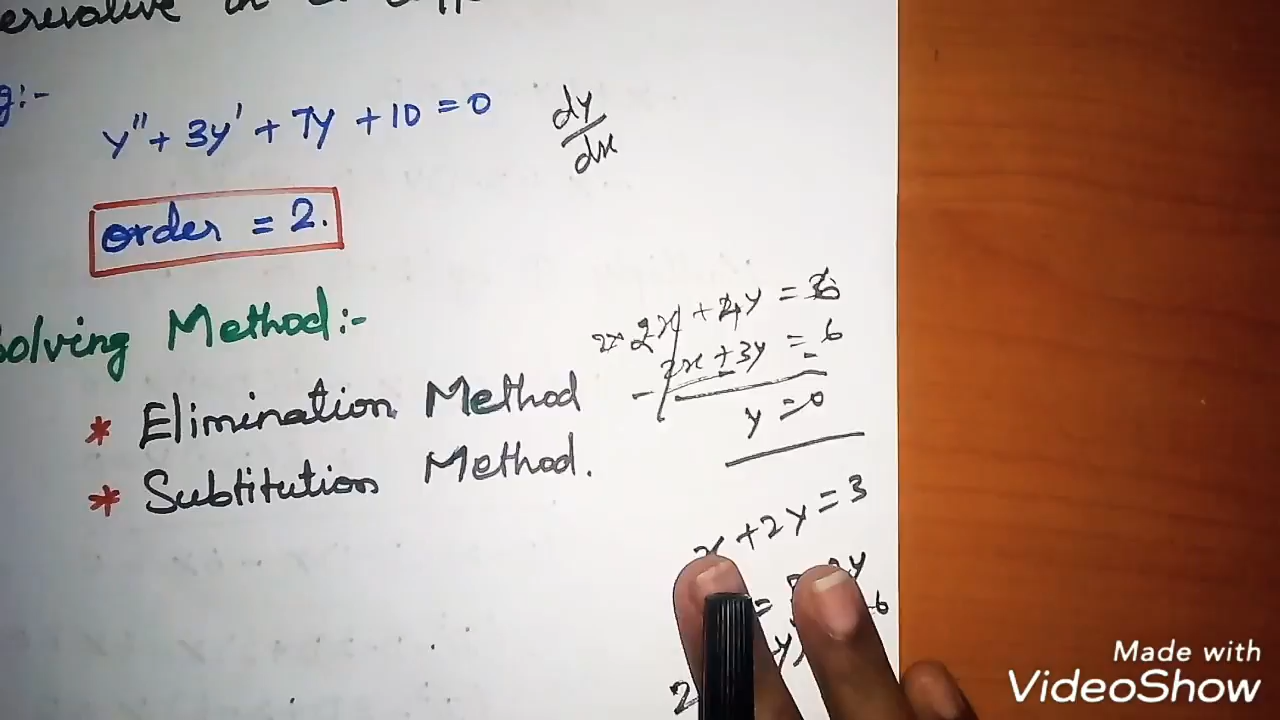 y'' + 3y' + 7y + 10 = 0
dy/dx
order = 2.
Solving Method:-
* Elimination Method
* Subtitution Method.
2x + 4y = 6
2x + 3y = 6
y = 0
x + 2y = 3
Made with
VideoShow